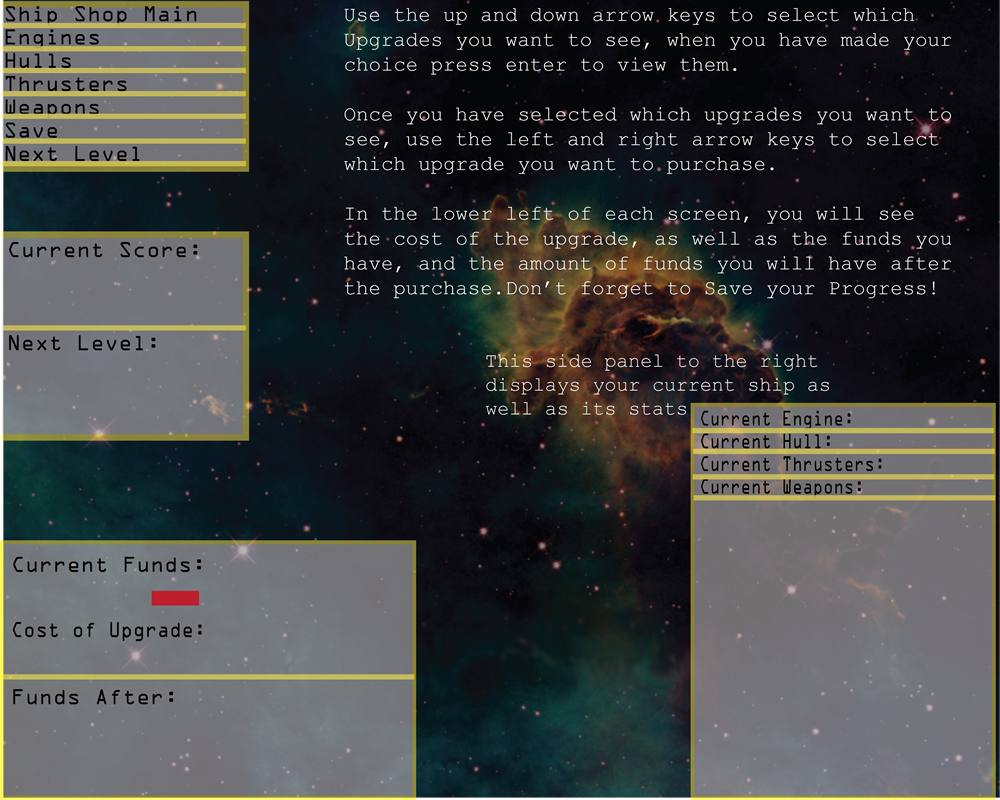 Ship Shop Main
Engines
Hulls
Thrusters
Weapons
Save
Next Level
Use the up and down arrow keys to select which
Upgrades you want to see, when you have made your
choice press enter to view them.
Once you have selected which upgrades you want to
see, use the left and right arrow keys to select
which upgrade you want to purchase.
In the lower left of each screen, you will see
the cost of the upgrade, as well as the funds you
have, and the amount of funds you will have after
the purchase.Don't forget to Save your Progress!
Current Score:
Next Level:
This side panel to the right
displays your current ship as
well as its stats
Current Engine:
Current Hull:
Current Thrusters:
Current Weapons:
Current Funds:
Cost of Upgrade:
Funds After: